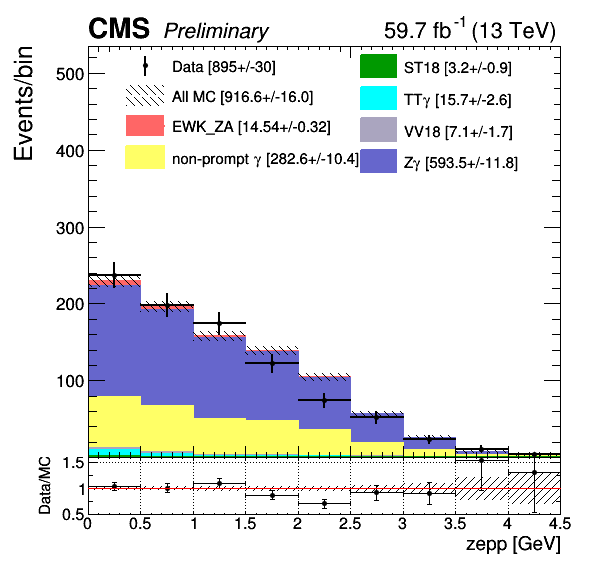 CMS Preliminary 59.7 fb⁻¹ (13 TeV)
Events/bin
500
400
300
200
100
Data [895+/-30]
All MC [916.6+/-16.0]
EWK_ZA [14.54+/-0.32]
non-prompt γ [282.6+/-10.4]
ST18 [3.2+/-0.9]
TTγ [15.7+/-2.6]
VV18 [7.1+/-1.7]
Zγ [593.5+/-11.8]
Data/MC
1.5
1
0.5
0 0.5 1 1.5 2 2.5 3 3.5 4 4.5
zepp [GeV]